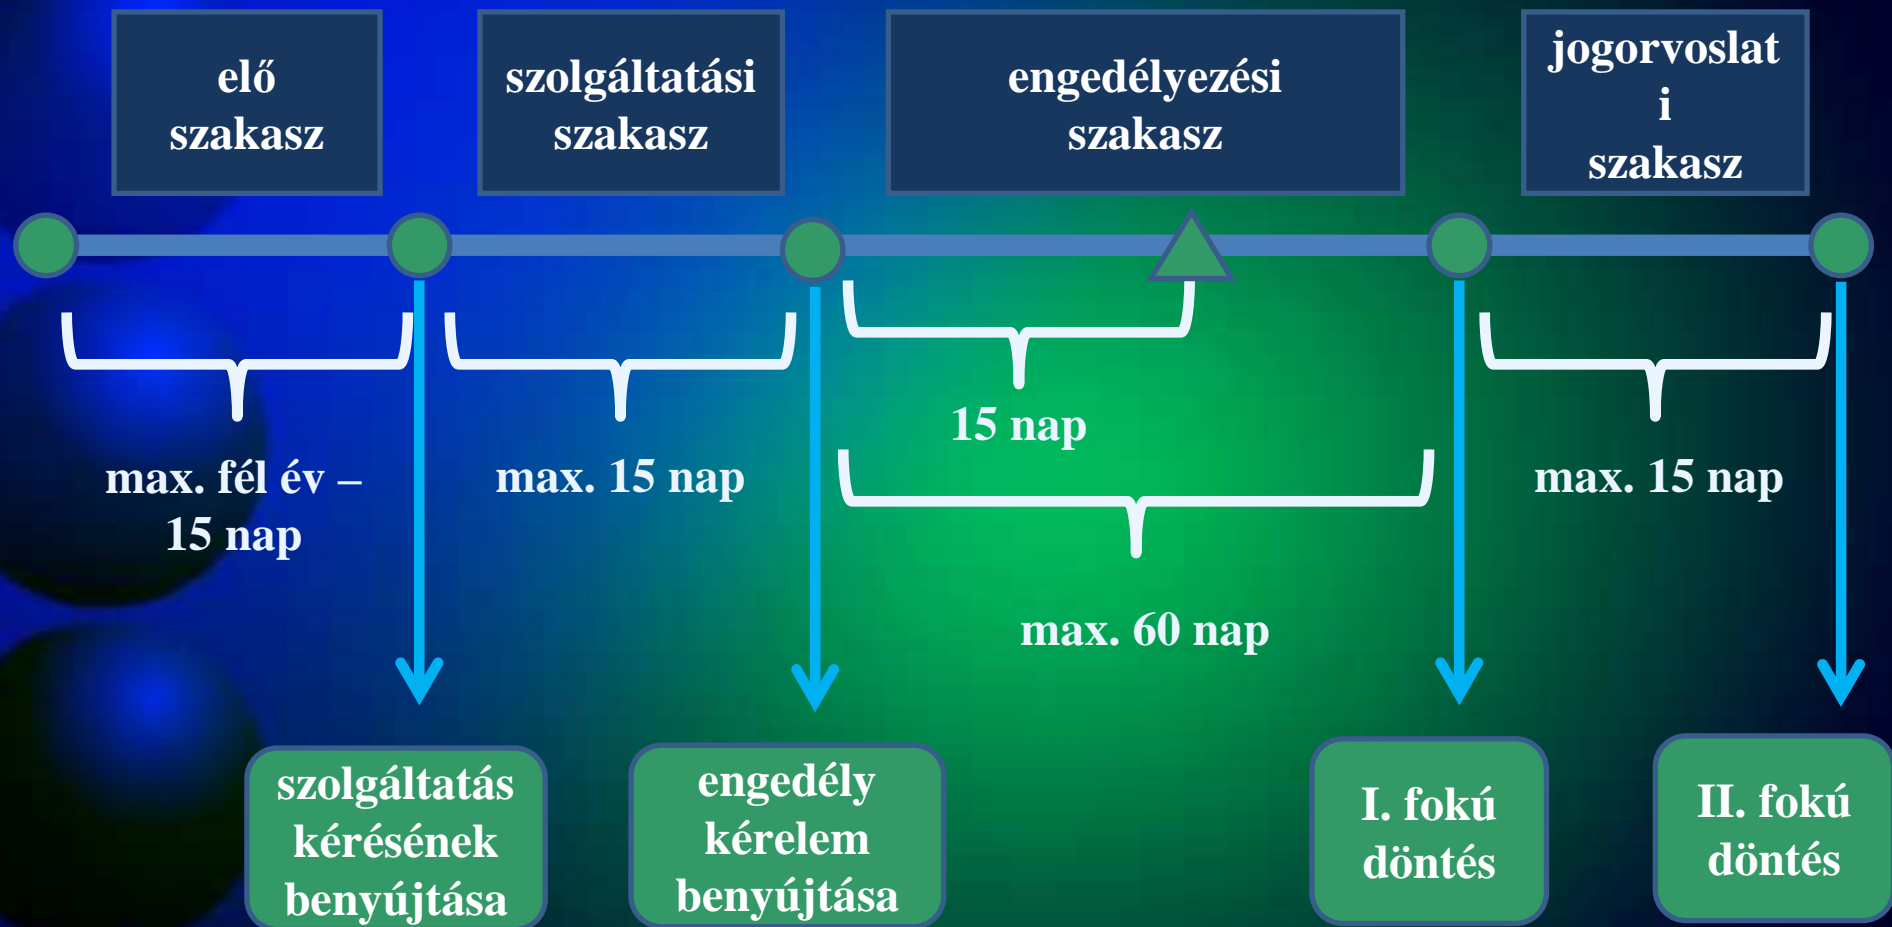 elő
szakasz
szolgáltatási
szakasz
engedélyezési
szakasz
jogorvoslat
i
szakasz
15 nap
max. fél év –
15 nap
max. 15 nap
max. 15 nap
max. 60 nap
szolgáltatás
kérésének
benyújtása
engedély
kérelem
benyújtása
I. fokú
döntés
II. fokú
döntés